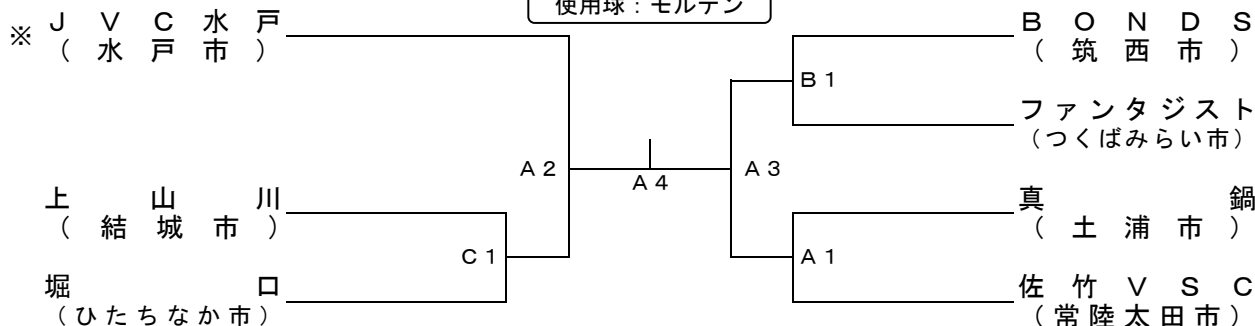 使用球：モルテン
※ ＪＶＣ水戸
（水戸市）
上山川
（結城市）
堀口
（ひたちなか市）
Ｃ１
Ａ２
Ａ４
Ａ３
Ｂ１
Ａ１
ＢＯＮＤＳ
（筑西市）
ファンタジスト
（つくばみらい市）
真鍋
（土浦市）
佐竹ＶＳＣ
（常陸太田市）